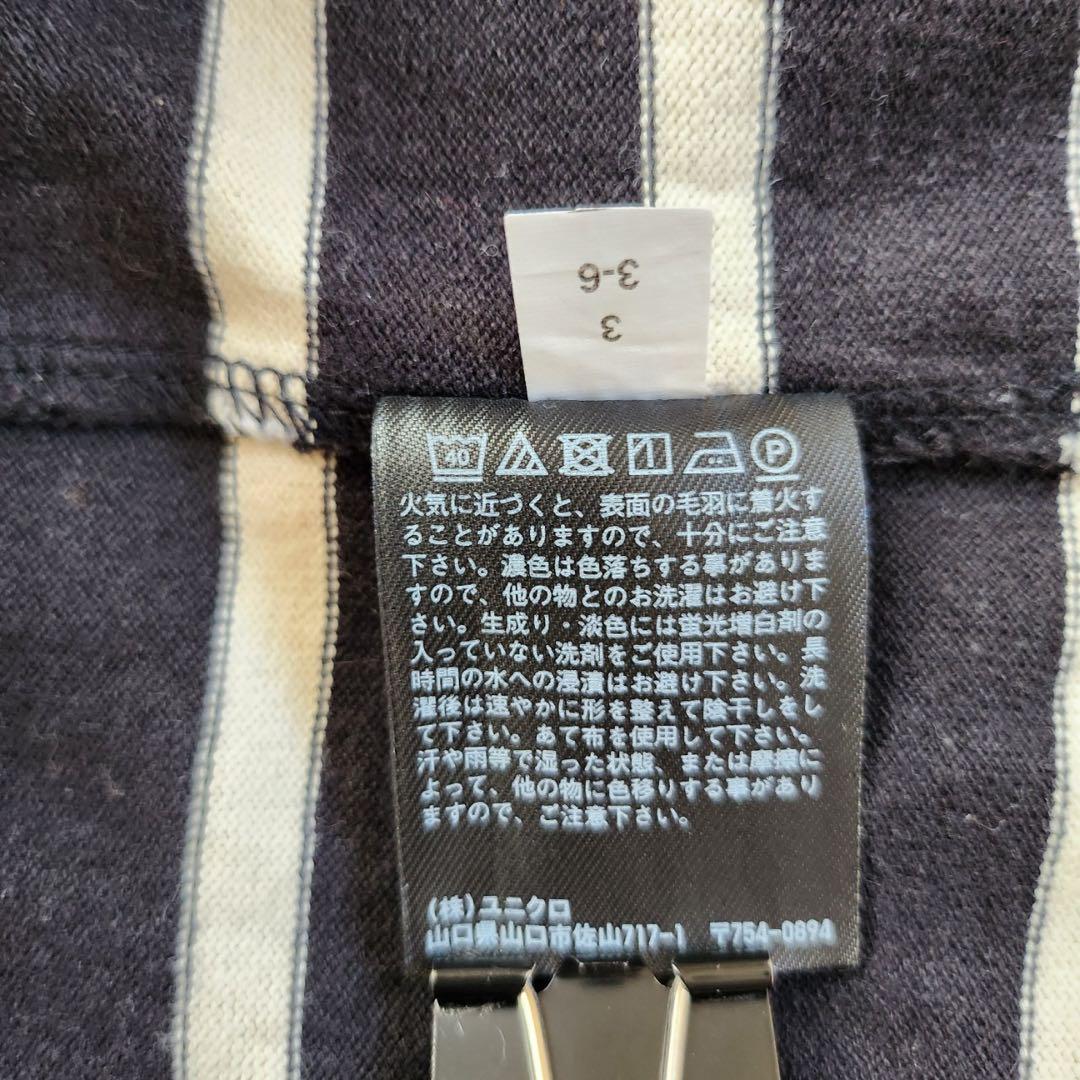 3-6
3
40 P
火気に近づくと、表面の毛羽に着火す
ることがありますので、十分にご注意
下さい。濃色は色落ちする事がありま
すので、他の物とのお洗濯はお避け下
さい。生成り・淡色には蛍光増白剤の
入っていない洗剤をご使用下さい。長
時間の水への浸漬はお避け下さい。洗
濯後は速やかに形を整えて陰干しをし
て下さい。あて布を使用して下さい。
汗や雨等で湿った状態、または摩擦に
よって、他の物に色移りする事があり
ますので、ご注意下さい。
(株)ユニクロ
山口県山口市佐山717-1 〒754-0894